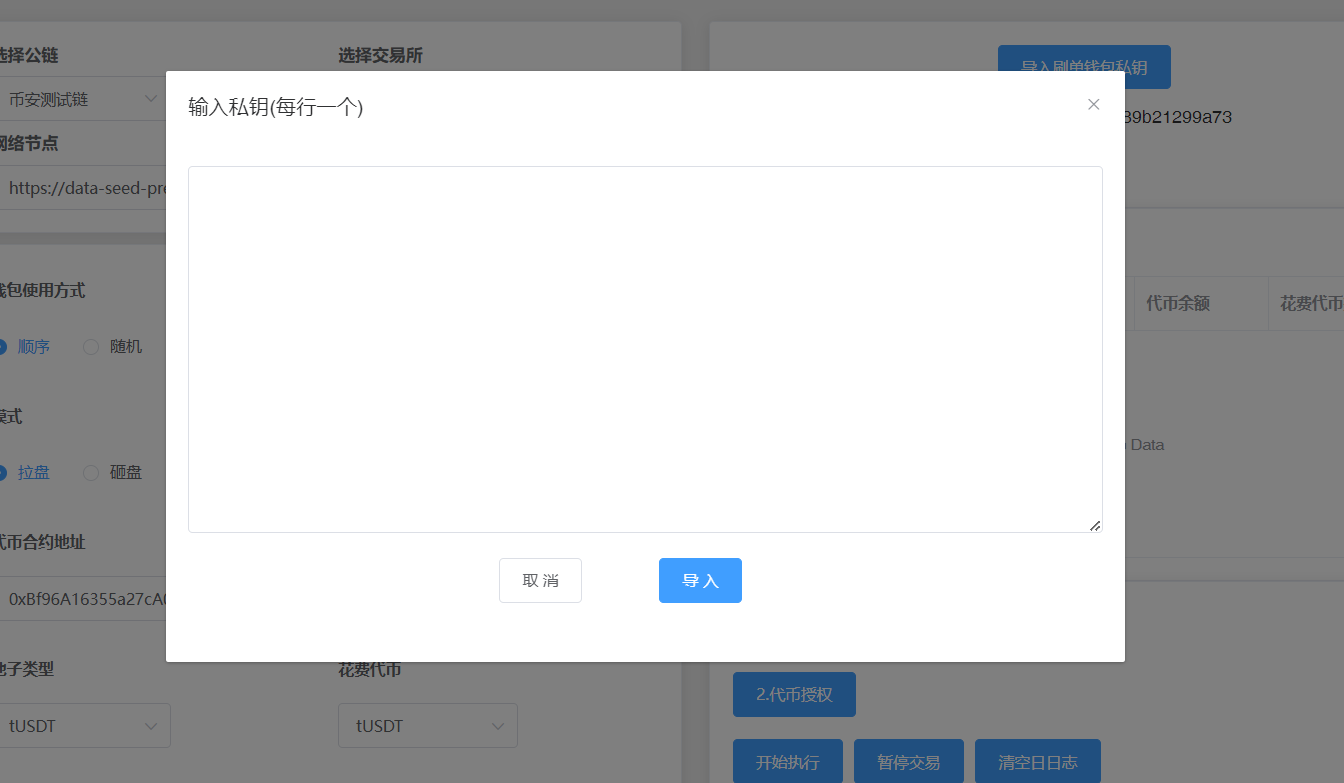 选择公链
选择交易所
导入刷单钱包私钥
输入私钥(每行一个)
币安测试链
39b21299a73
网络节点
https://data-seed-pre
钱包使用方式
代币余额
花费代币
顺序
随机
模式
Data
拉盘
砸盘
代币合约地址
取消
导入
0xBf96A16355a27cA
池子类型
花费代币
2.代币授权
tUSDT
tUSDT
开始执行
暂停交易
清空日日志